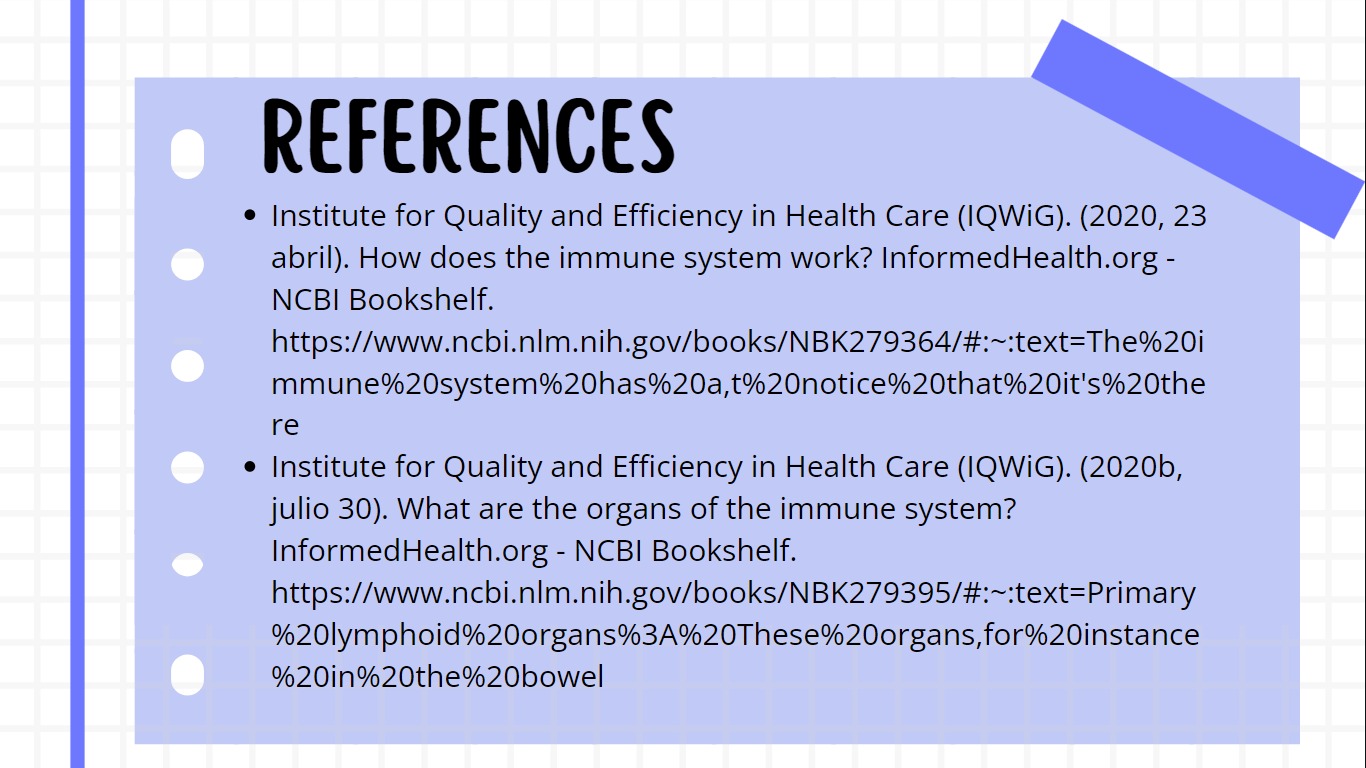 REFERENCES
• Institute for Quality and Efficiency in Health Care (IQWiG). (2020, 23
abril). How does the immune system work? InformedHealth.org -
NCBI Bookshelf.
https://www.ncbi.nlm.nih.gov/books/NBK279364/#:~:text=The%20i
mmune%20system%20has%20a,t%20notice%20that%20it's%20the
re
• Institute for Quality and Efficiency in Health Care (IQWiG). (2020b,
julio 30). What are the organs of the immune system?
InformedHealth.org - NCBI Bookshelf.
https://www.ncbi.nlm.nih.gov/books/NBK279395/#:~:text=Primary
%20lymphoid%20organs%3A%20These%20organs,for%20instance
%20in%20the%20bowel